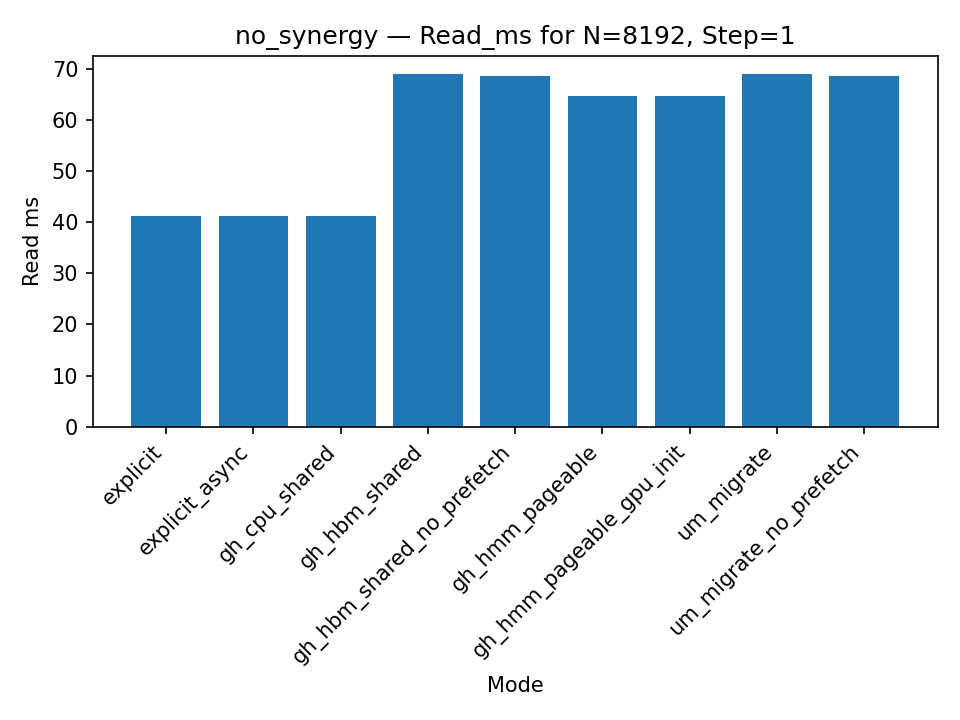 no_synergy — Read_ms for N=8192, Step=1
70
60
50
40
30
20
10
0
Read ms
explicit
explicit_async
gh_cpu_shared
gh_hbm_shared
gh_hbm_shared_no_prefetch
gh_hmm_pageable
gh_hmm_pageable_gpu_init
um_migrate
um_migrate_no_prefetch
Mode